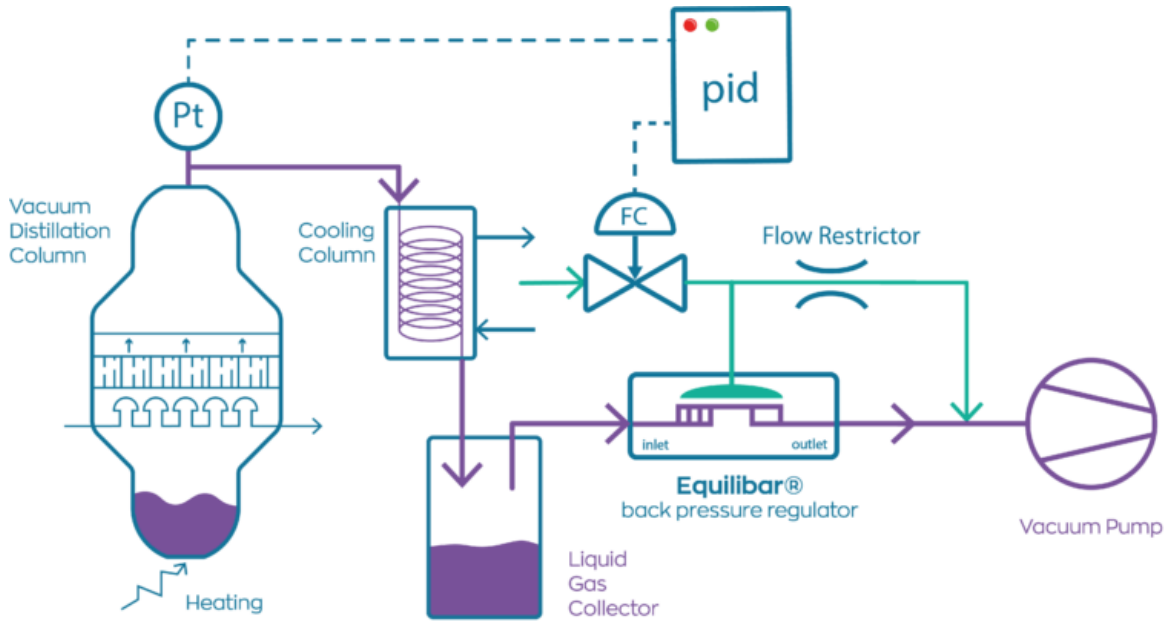 pid
Pt
Vacuum
Distillation
Column
Cooling
Column
FC
Flow Restrictor
inlet
outlet
Equilibar®
back pressure regulator
Vacuum Pump
Liquid
Gas
Collector
Heating